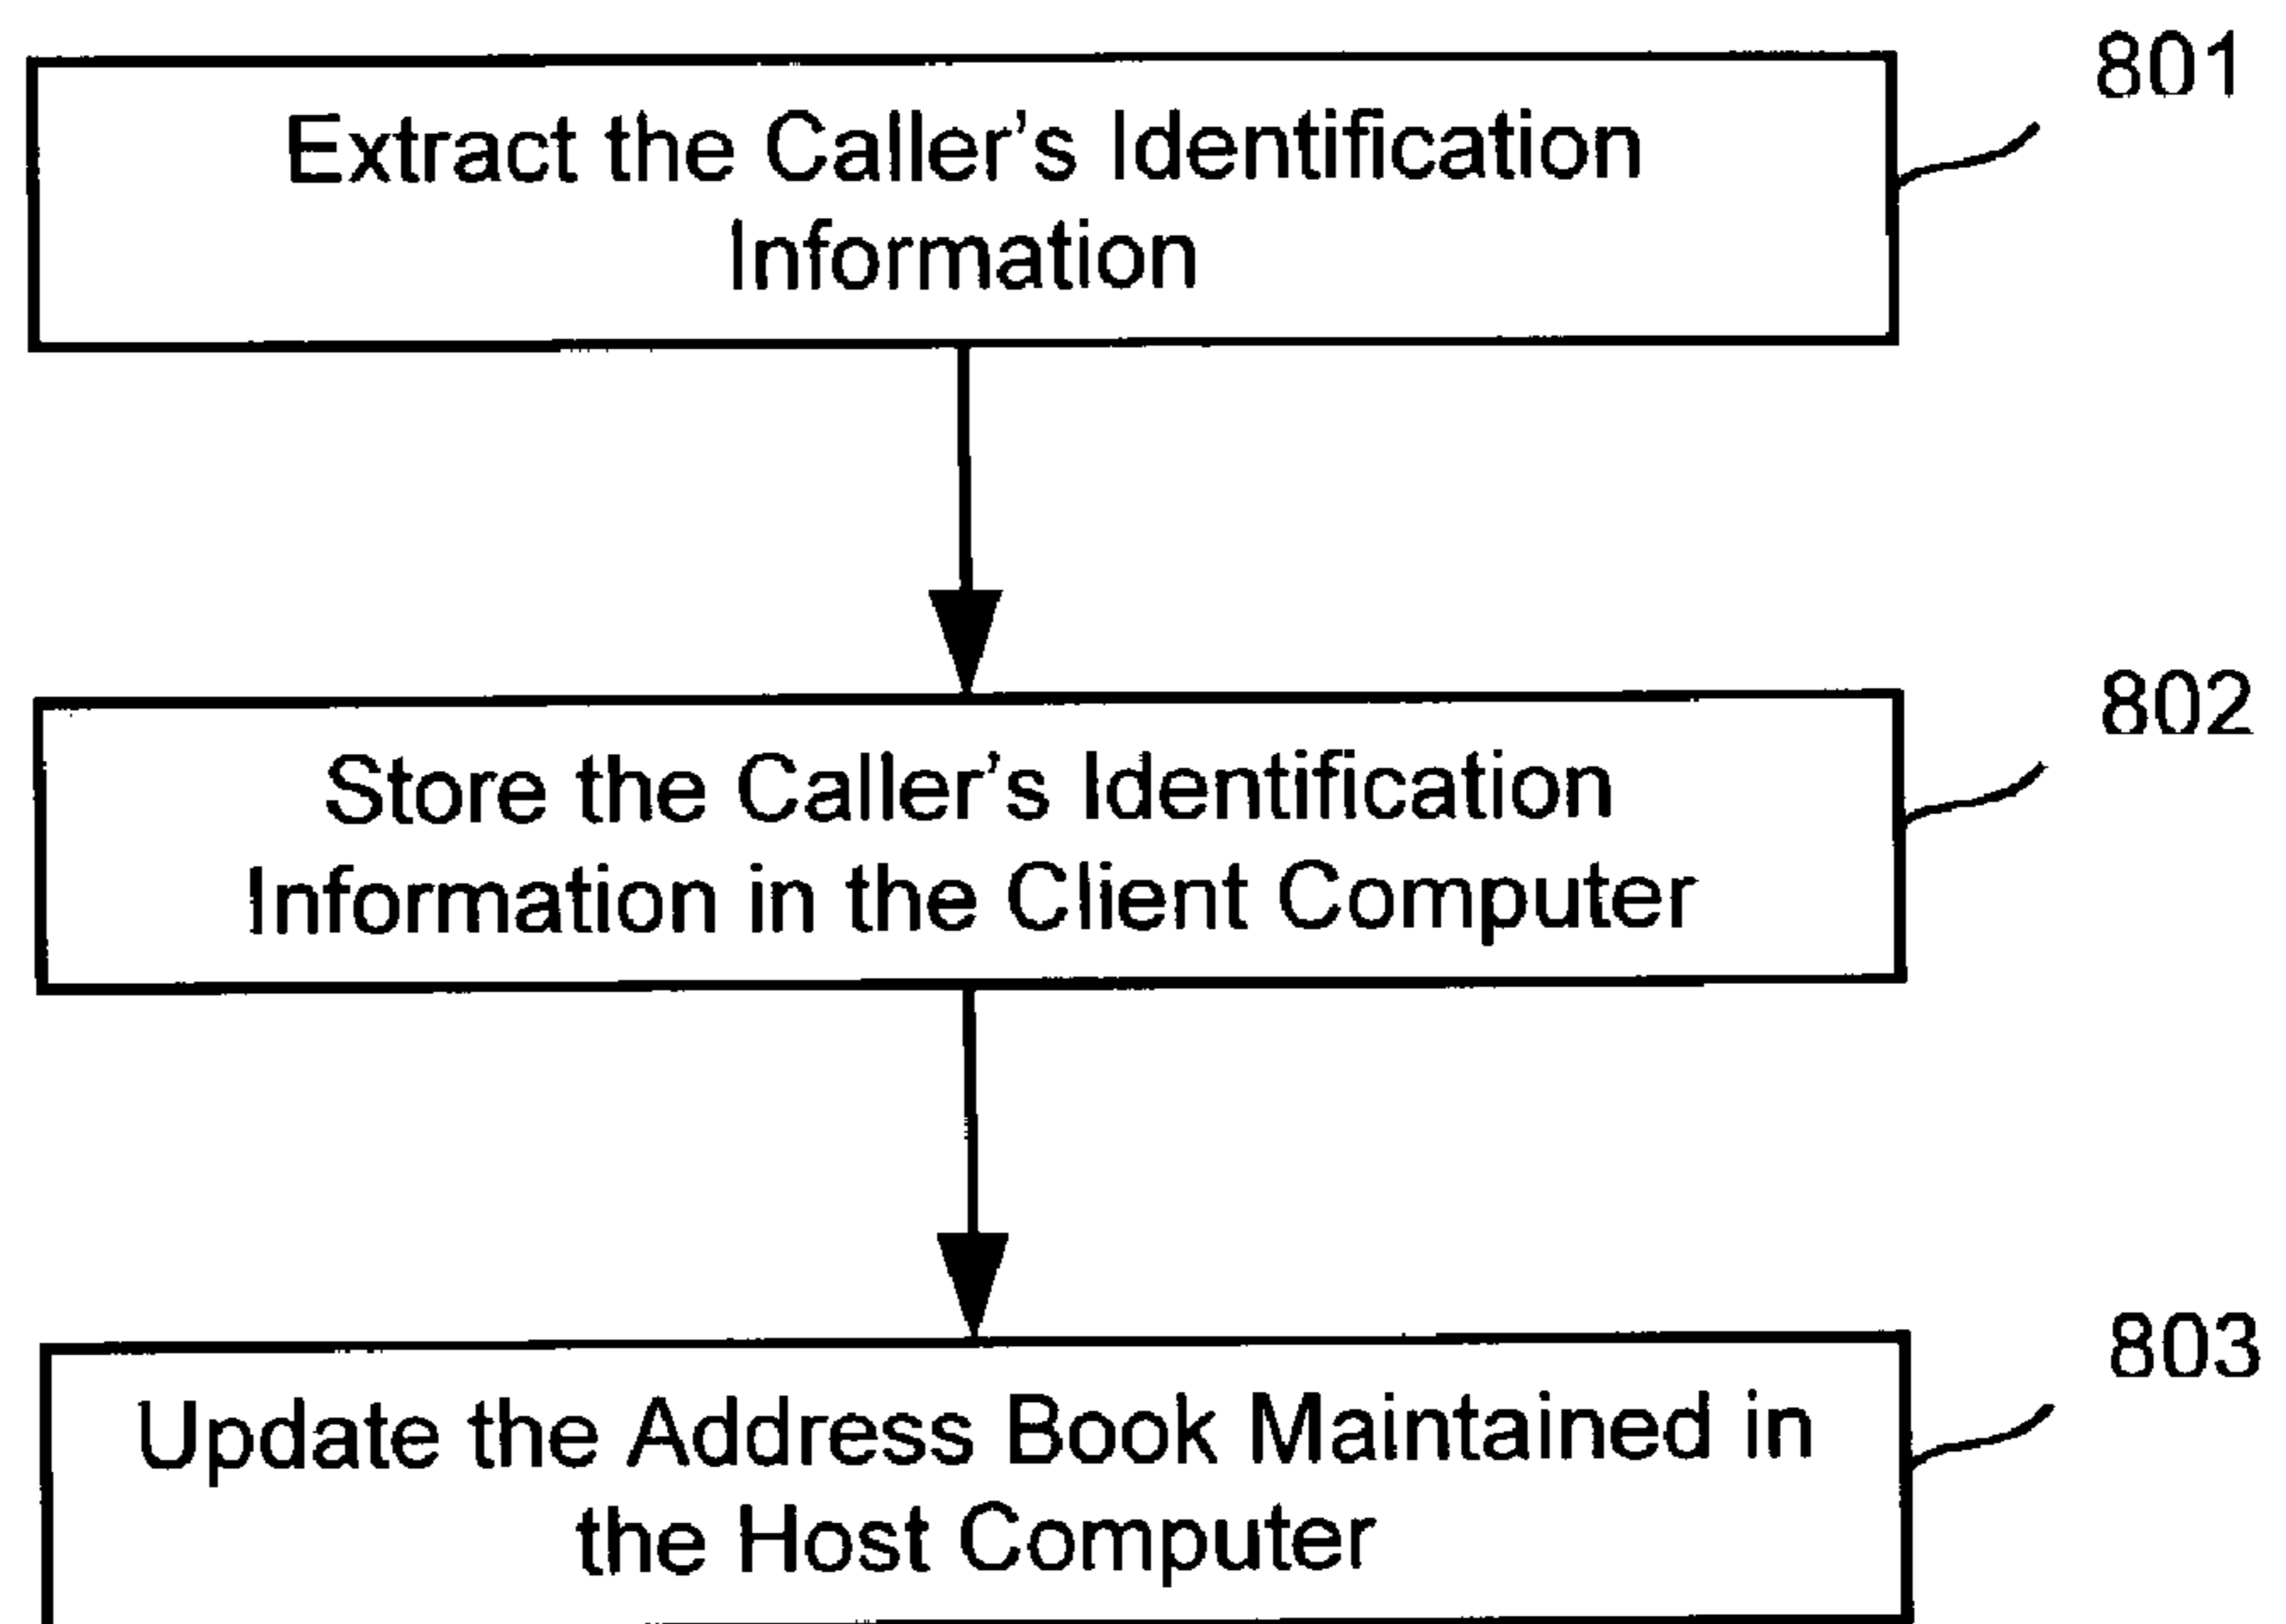 801
Extract the Caller's Identification
Information
802
Store the Caller's Identification
Information in the Client Computer
803
Update the Address Book Maintained in
the Host Computer